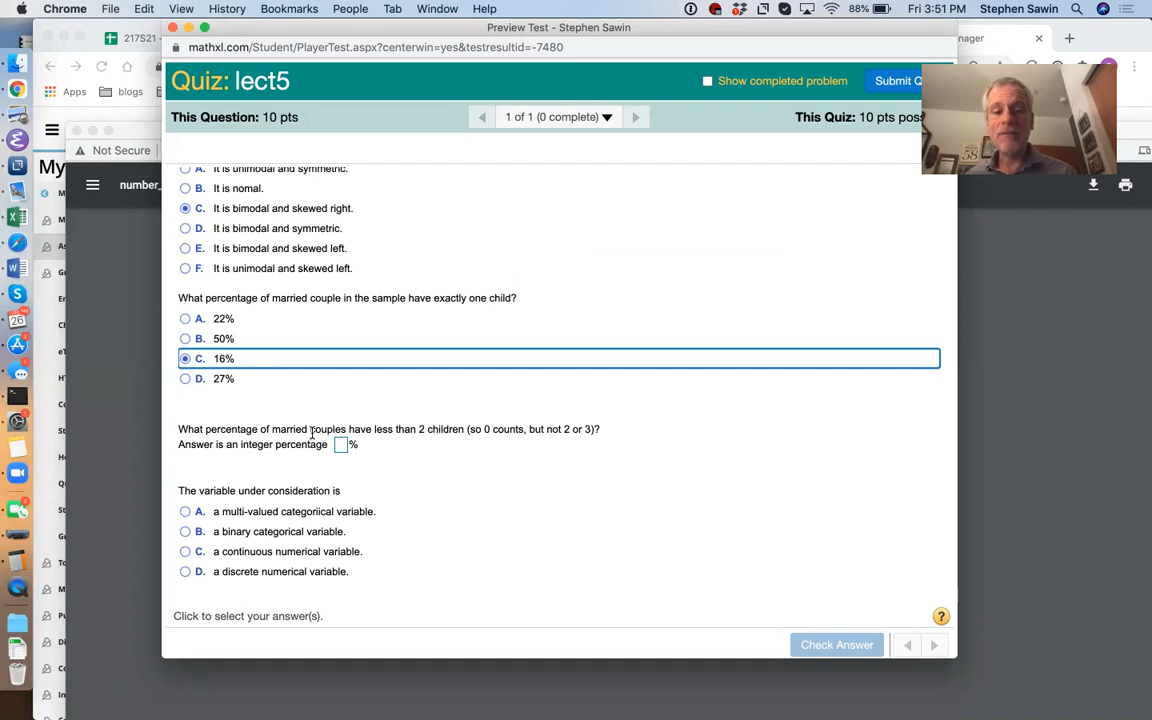 Chrome File Edit View History Bookmarks People Tab Window Help 88% Fri 3:51 PM Stephen Sawin
Preview Test - Stephen Sawin
217S21
nager
mathxl.com/Student/PlayerTest.aspx?centerwin=yes&testresultid=-7480
Quiz: lect5
Show completed problem
Submit Q
Apps
blogs
This Question: 10 pts
1 of 1 (0 complete)
This Quiz: 10 pts poss
Not Secure
My
number_
A. It is unimodal and symmetric.
B. It is nomal.
C. It is bimodal and skewed right.
D. It is bimodal and symmetric.
E. It is bimodal and skewed left.
F. It is unimodal and skewed left.
What percentage of married couple in the sample have exactly one child?
A. 22%
B. 50%
C. 16%
D. 27%
What percentage of married couples have less than 2 children (so 0 counts, but not 2 or 3)?
Answer is an integer percentage %
The variable under consideration is
A. a multi-valued categoriical variable.
B. a binary categorical variable.
C. a continuous numerical variable.
D. a discrete numerical variable.
Click to select your answer(s).
?
Check Answer